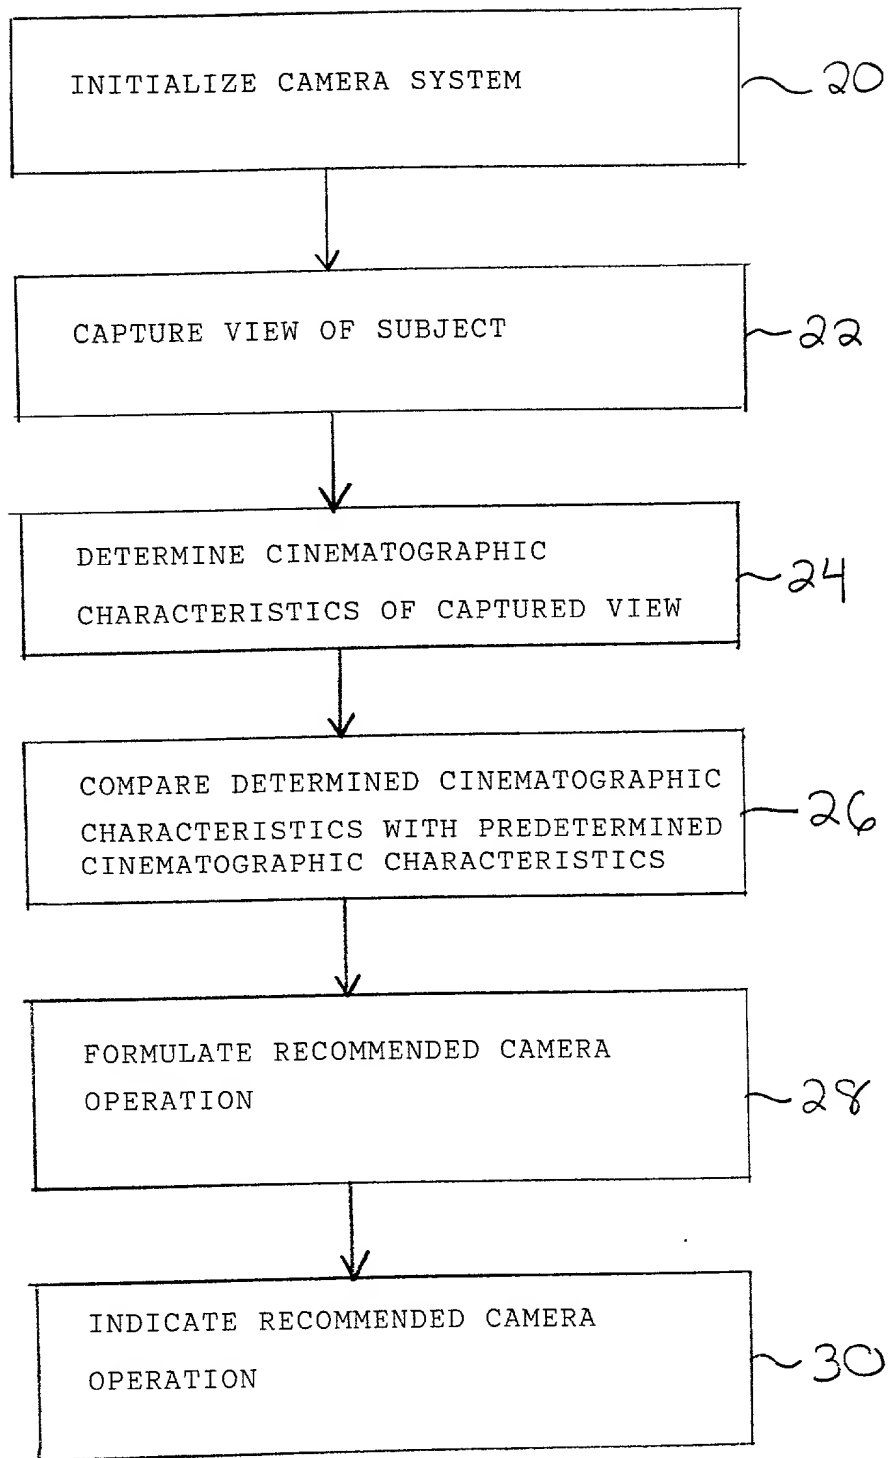 INITIALIZE CAMERA SYSTEM
20
CAPTURE VIEW OF SUBJECT
22
DETERMINE CINEMATOGRAPHIC
CHARACTERISTICS OF CAPTURED VIEW
24
COMPARE DETERMINED CINEMATOGRAPHIC
CHARACTERISTICS WITH PREDETERMINED
CINEMATOGRAPHIC CHARACTERISTICS
26
FORMULATE RECOMMENDED CAMERA
OPERATION
28
INDICATE RECOMMENDED CAMERA
OPERATION
30